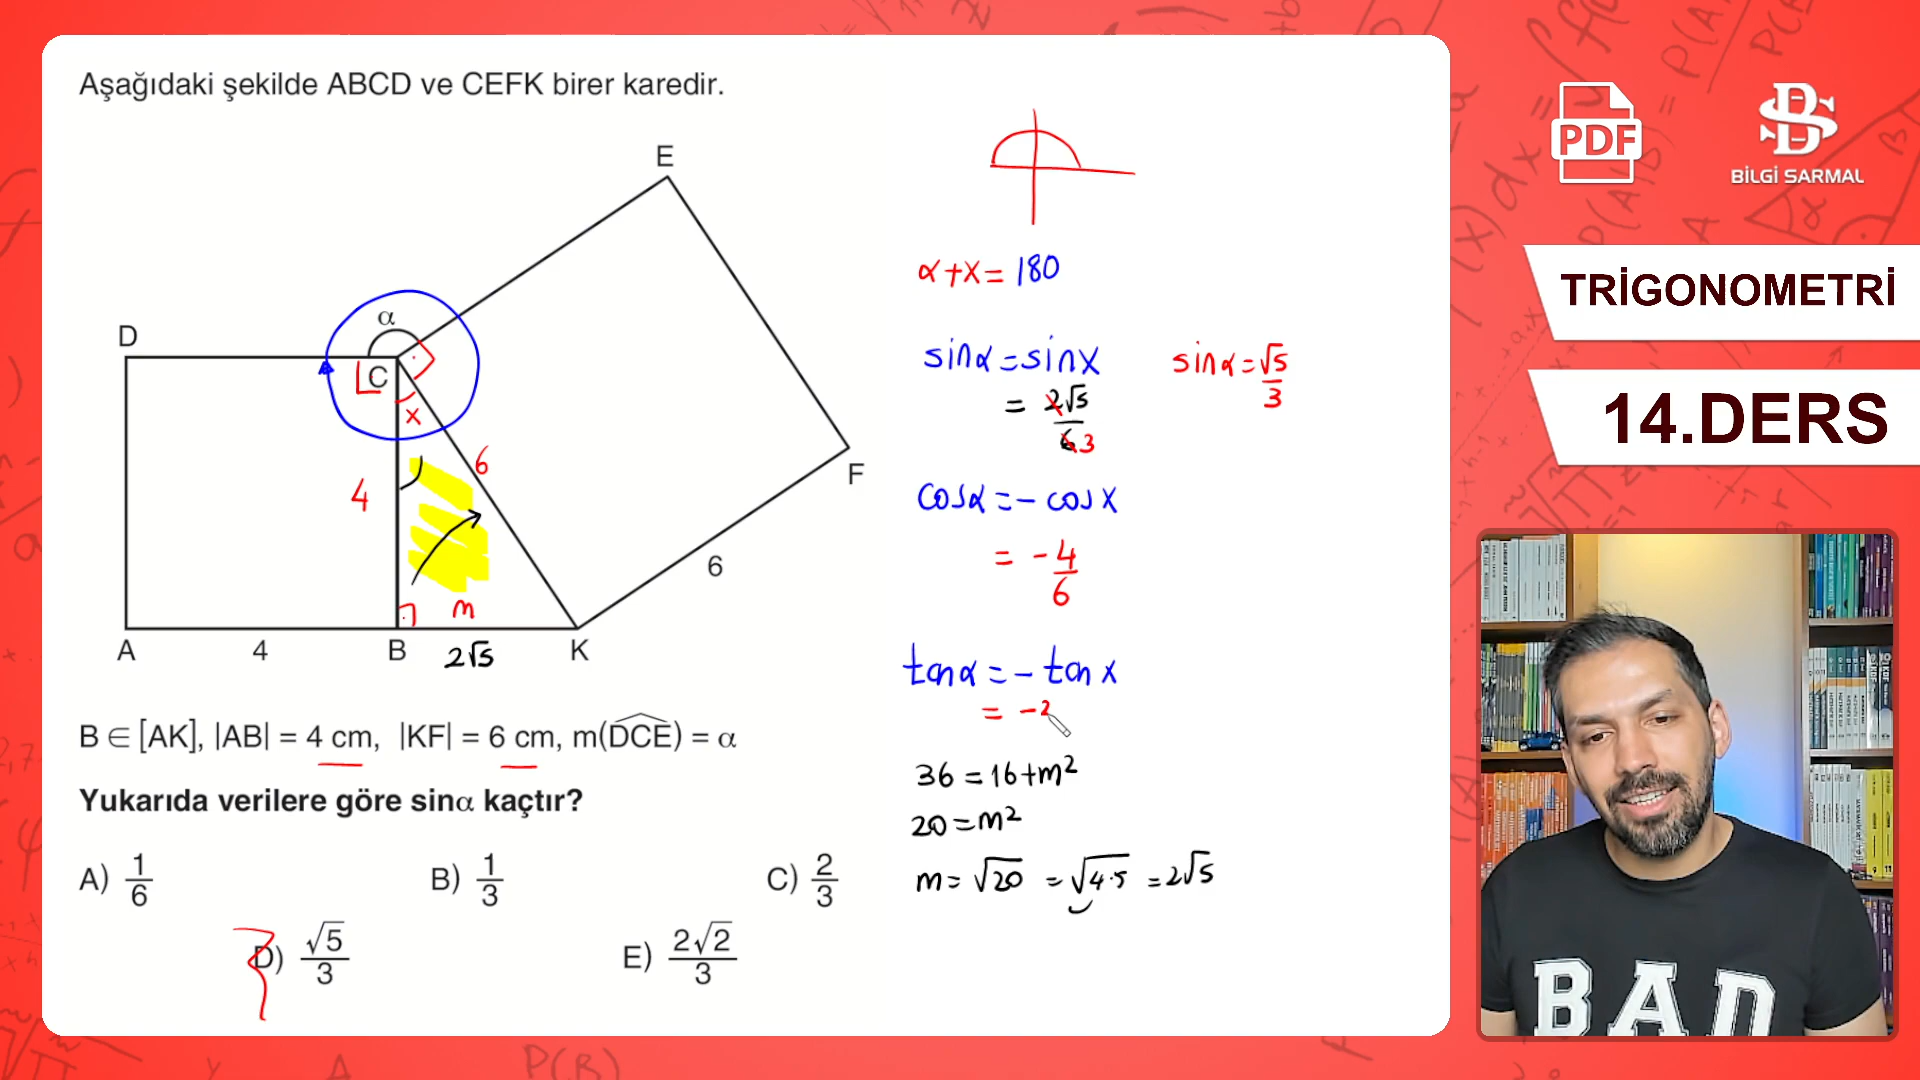 Aşağıdaki şekilde ABCD ve CEFK birer karedir.
E
D
α
C
x
4
6
F
6
m
A
4
B
2√5
K
B ∈ [AK], |AB| = 4 cm, |KF| = 6 cm, m(DCE) = α
Yukarıda verilere göre sinα kaçtır?
A) 1/6
B) 1/3
C) 2/3
D) √5/3
E) 2√2/3
α+x= 180
sinα = sinx
= 2√5/6 3
sinα = √5/3
cosα = - cosx
= -4/6
tanα = - tan x
= -2
36 = 16+m²
20 = m²
m = √20 = √4·5 = 2√5
PDF
BS
BİLGİ SARMAL
TRİGONOMETRİ
14.DERS
BAD
P(B)